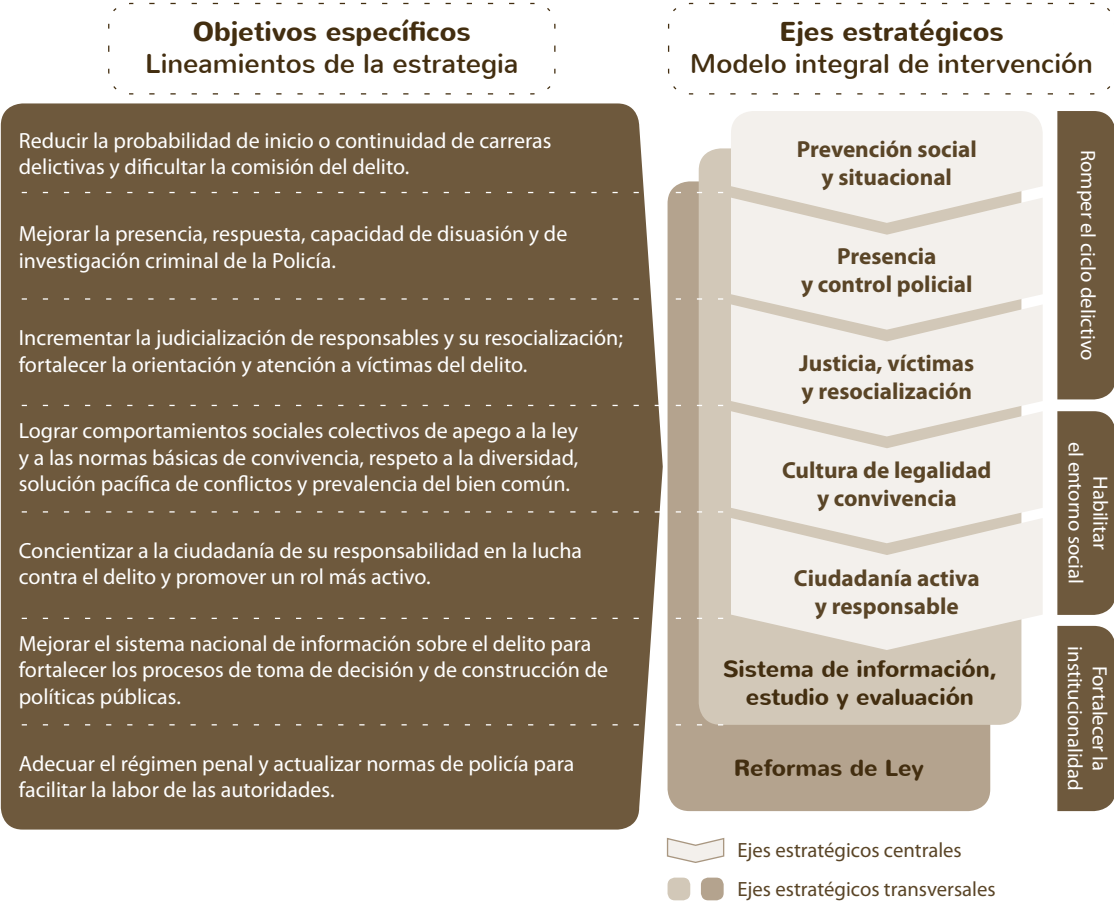 Objetivos específicos
Lineamientos de la estrategia
Reducir la probabilidad de inicio o continuidad de carreras
delictivas y dificultar la comisión del delito.
Mejorar la presencia, respuesta, capacidad de disuasión y de
investigación criminal de la Policía.
Incrementar la judicialización de responsables y su resocialización;
fortalecer la orientación y atención a víctimas del delito.
Lograr comportamientos sociales colectivos de apego a la ley
y a las normas básicas de convivencia, respeto a la diversidad,
solución pacífica de conflictos y prevalencia del bien común.
Concientizar a la ciudadanía de su responsabilidad en la lucha
contra el delito y promover un rol más activo.
Mejorar el sistema nacional de información sobre el delito para
fortalecer los procesos de toma de decisión y de construcción de
políticas públicas.
Adecuar el régimen penal y actualizar normas de policía para
facilitar la labor de las autoridades.
Ejes estratégicos
Modelo integral de intervención
Prevención social
y situacional
Presencia
y control policial
Justicia, víctimas
y resocialización
Cultura de legalidad
y convivencia
Ciudadanía activa
y responsable
Sistema de información,
estudio y evaluación
Reformas de Ley
Romper el ciclo delictivo
Habilitar
el entorno social
Fortalecer la
institucionalidad
Ejes estratégicos centrales
Ejes estratégicos transversales